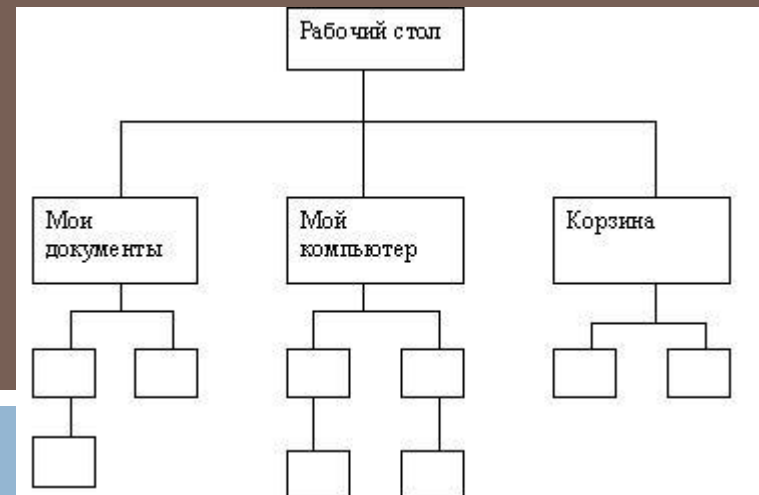 Рабочий стол
Мои
документы
Мой
компьютер
Корзина